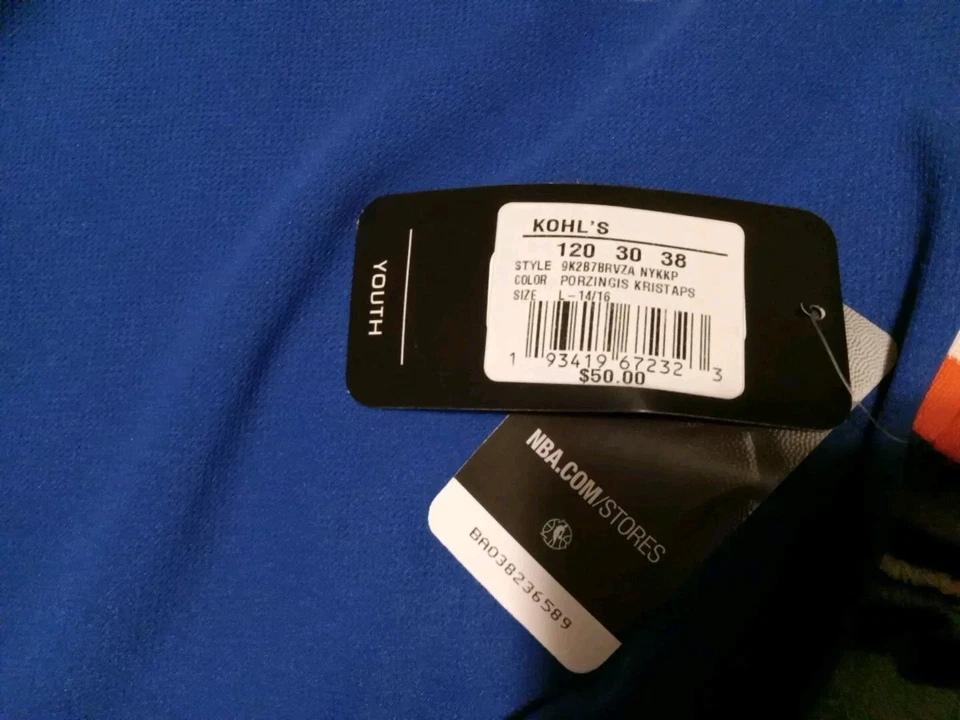 YOUTH
KOHL'S
120 30 38
STYLE 9K2B7BRVZA NYKKP
COLOR PORZINGIS KRISTAPS
SIZE L-14/16
1 93419 67232 3
$50.00
NBA.COM/STORES
BA038236589